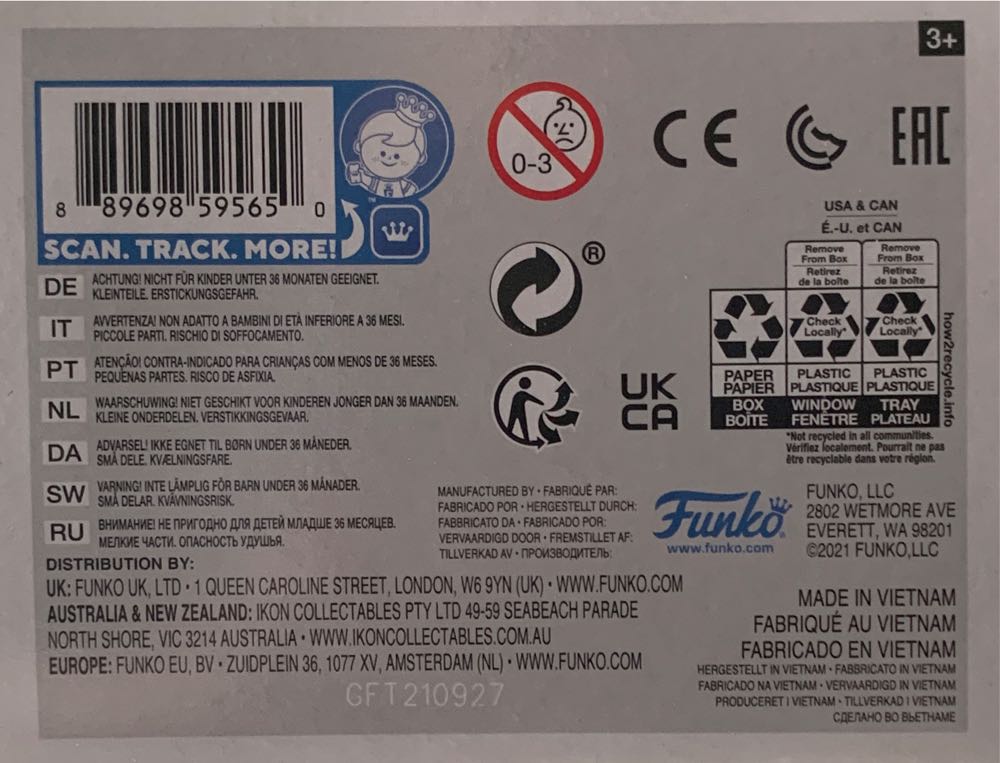 3+
8 89698 59565 0
SCAN. TRACK. MORE!
0-3
CE
EAC
®
UK
CA
USA & CAN
É.-U. et CAN
Remove
From Box
Retirez
de la boîte
Remove
From Box
Retirez
de la boîte
Check
Locally*
Check
Locally*
PAPER
PAPIER
PLASTIC
PLASTIQUE
PLASTIC
PLASTIQUE
BOX
BOÎTE
WINDOW
FENÊTRE
TRAY
PLATEAU
how2recycle.info
*Not recycled in all communities.
Vérifiez localement. Pourrait ne pas
être recyclable dans votre région.
DE ACHTUNG! NICHT FÜR KINDER UNTER 36 MONATEN GEEIGNET.
KLEINTEILE. ERSTICKUNGSGEFAHR.
IT AVVERTENZA! NON ADATTO A BAMBINI DI ETÀ INFERIORE A 36 MESI.
PICCOLE PARTI. RISCHIO DI SOFFOCAMENTO.
PT ATENÇÃO! CONTRA-INDICADO PARA CRIANÇAS COM MENOS DE 36 MESES.
PEQUENAS PARTES. RISCO DE ASFIXIA.
NL WAARSCHUWING! NIET GESCHIKT VOOR KINDEREN JONGER DAN 36 MAANDEN.
KLEINE ONDERDELEN. VERSTIKKINGSGEVAAR.
DA ADVARSEL! IKKE EGNET TIL BØRN UNDER 36 MÅNEDER.
SMÅ DELE. KVÆLNINGSFARE.
SW VARNING! INTE LÄMPLIG FÖR BARN UNDER 36 MÅNADER.
SMÅ DELAR. KVÄVNINGSRISK.
RU ВНИМАНИЕ! НЕ ПРИГОДНО ДЛЯ ДЕТЕЙ МЛАДШЕ 36 МЕСЯЦЕВ.
МЕЛКИЕ ЧАСТИ. ОПАСНОСТЬ УДУШЬЯ.
MANUFACTURED BY • FABRIQUÉ PAR:
FABRICADO POR • HERGESTELLT DURCH:
FABBRICATO DA • FABRICADO POR:
VERVAARDIGD DOOR • FREMSTILLET AF:
TILLVERKAD AV • ПРОИЗВОДИТЕЛЬ:
Funko
www.funko.com
FUNKO, LLC
2802 WETMORE AVE
EVERETT, WA 98201
©2021 FUNKO,LLC
DISTRIBUTION BY:
UK: FUNKO UK, LTD • 1 QUEEN CAROLINE STREET, LONDON, W6 9YN (UK) • WWW.FUNKO.COM
AUSTRALIA & NEW ZEALAND: IKON COLLECTABLES PTY LTD 49-59 SEABEACH PARADE
NORTH SHORE, VIC 3214 AUSTRALIA • WWW.IKONCOLLECTABLES.COM.AU
EUROPE: FUNKO EU, BV • ZUIDPLEIN 36, 1077 XV, AMSTERDAM (NL) • WWW.FUNKO.COM
GFT210927
MADE IN VIETNAM
FABRIQUÉ AU VIETNAM
FABRICADO EN VIETNAM
HERGESTELLT IN VIETNAM • FABBRICATO IN VIETNAM
FABRICADO NA VIETNAM • VERVAARDIGD IN VIETNAM
PRODUCERET I VIETNAM • TILLVERKAD I VIETNAM
СДЕЛАНО ВО ВЬЕТНАМЕ